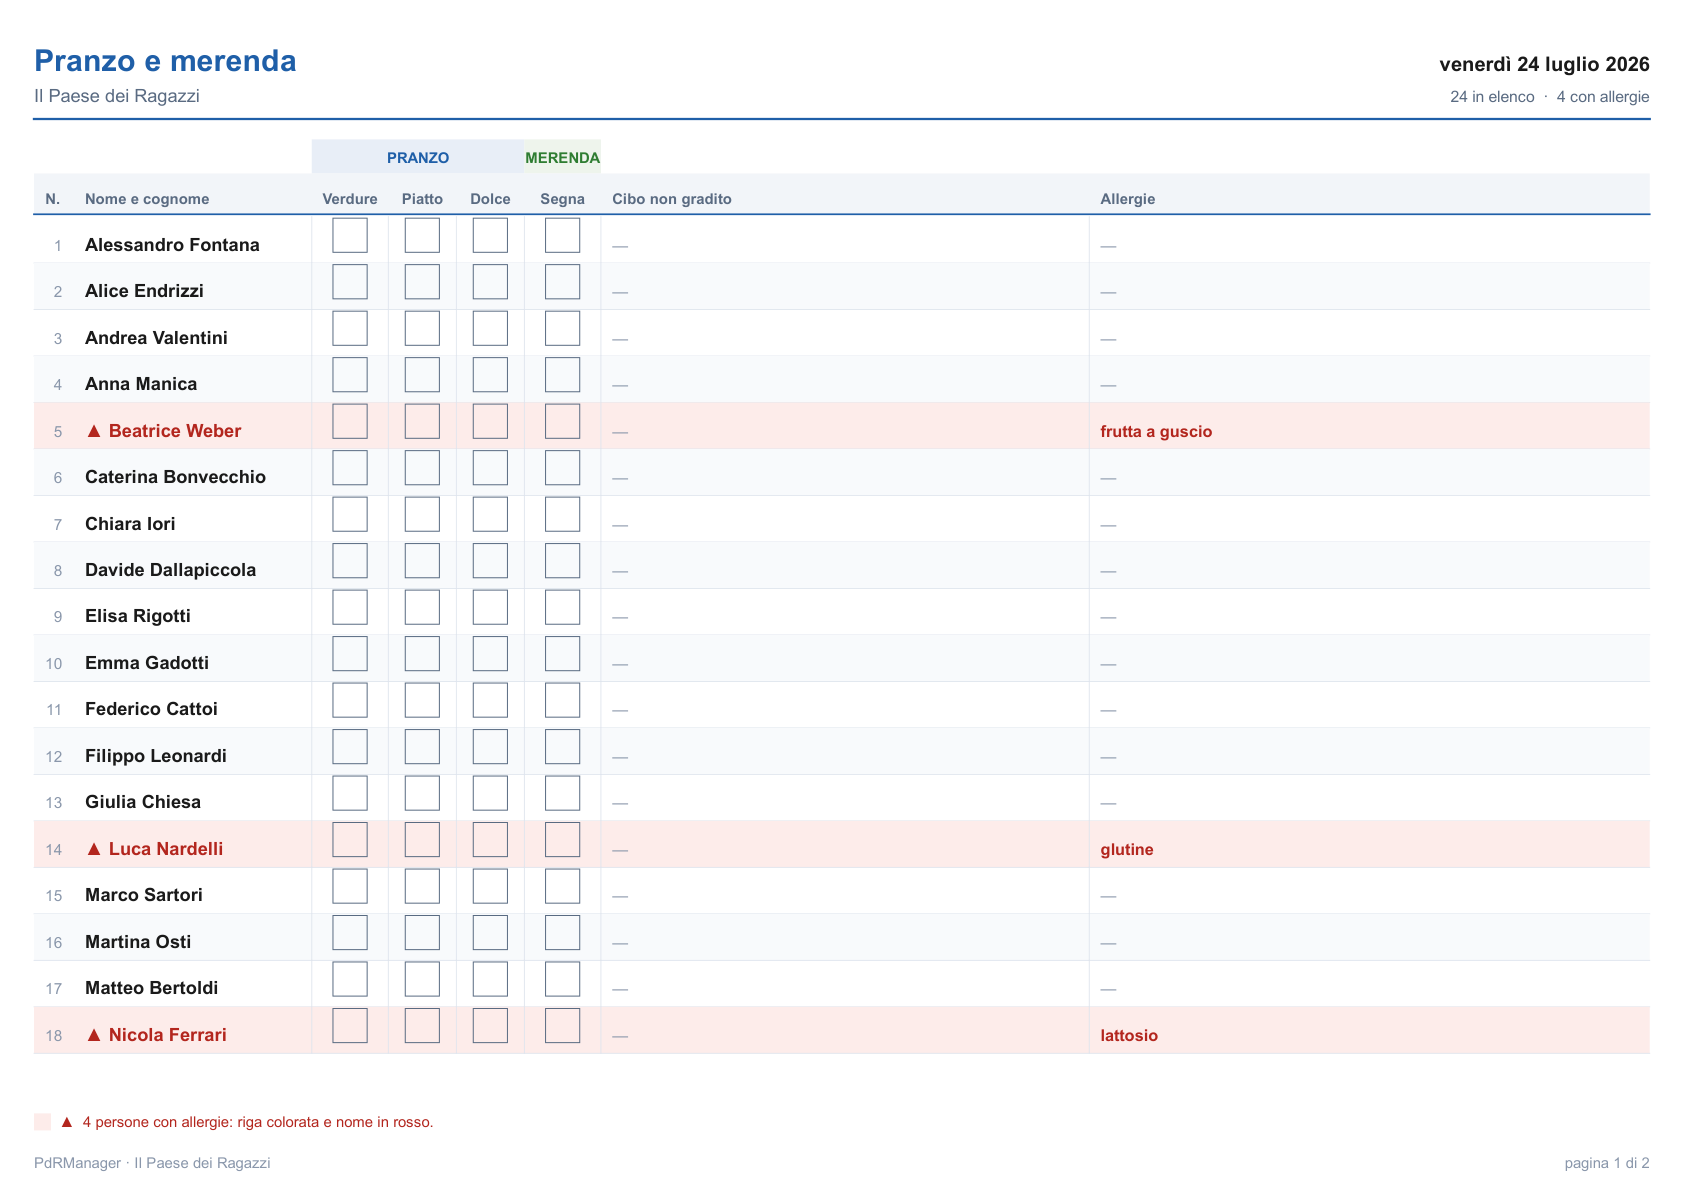 Pranzo e merenda
venerdì 24 luglio 2026
Il Paese dei Ragazzi
24 in elenco · 4 con allergie
PRANZO MERENDA
N. Nome e cognome Verdure Piatto Dolce Segna Cibo non gradito Allergie
1 Alessandro Fontana — —
2 Alice Endrizzi — —
3 Andrea Valentini — —
4 Anna Manica — —
5 ▲ Beatrice Weber — frutta a guscio
6 Caterina Bonvecchio — —
7 Chiara Iori — —
8 Davide Dallapiccola — —
9 Elisa Rigotti — —
10 Emma Gadotti — —
11 Federico Cattoi — —
12 Filippo Leonardi — —
13 Giulia Chiesa — —
14 ▲ Luca Nardelli — glutine
15 Marco Sartori — —
16 Martina Osti — —
17 Matteo Bertoldi — —
18 ▲ Nicola Ferrari — lattosio
▲ 4 persone con allergie: riga colorata e nome in rosso.
PdRManager · Il Paese dei Ragazzi
pagina 1 di 2